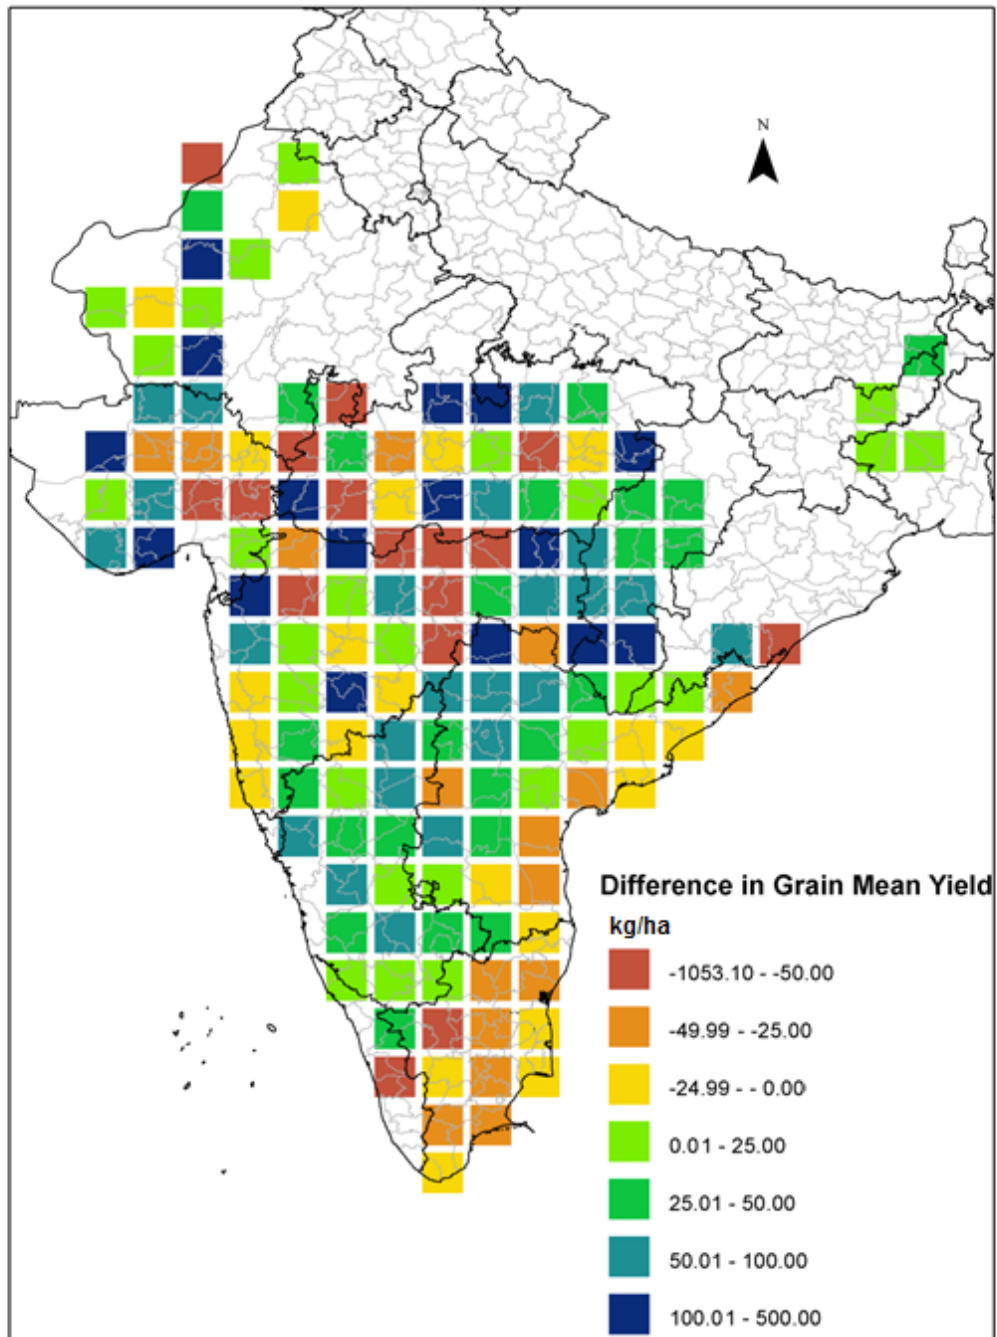 N
Difference in Grain Mean Yield
kg/ha
-1053.10 - -50.00
-49.99 - -25.00
-24.99 - - 0.00
0.01 - 25.00
25.01 - 50.00
50.01 - 100.00
100.01 - 500.00